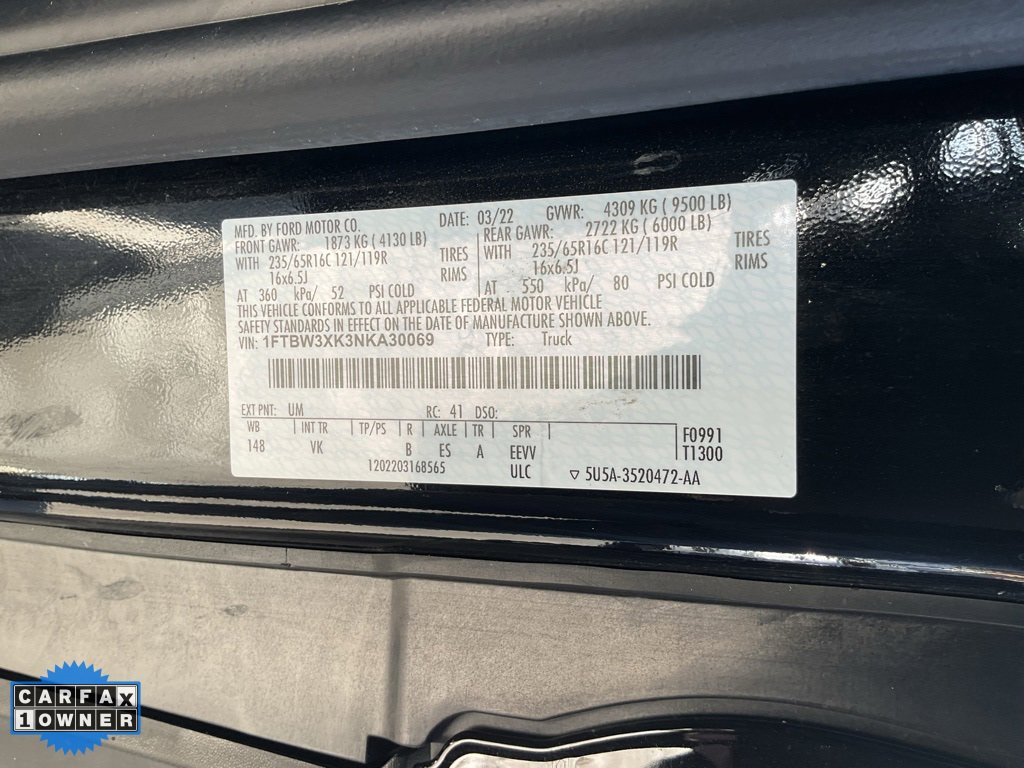 MFD. BY FORD MOTOR CO.
DATE: 03/22 GVWR: 4309 KG ( 9500 LB)
FRONT GAWR: 1873 KG ( 4130 LB)
REAR GAWR: 2722 KG ( 6000 LB)
WITH 235/65R16C 121/119R TIRES
WITH 235/65R16C 121/119R TIRES
16x6.5J RIMS
16x6.5J RIMS
AT 360 kPa/ 52 PSI COLD
AT 550 kPa/ 80 PSI COLD
THIS VEHICLE CONFORMS TO ALL APPLICABLE FEDERAL MOTOR VEHICLE
SAFETY STANDARDS IN EFFECT ON THE DATE OF MANUFACTURE SHOWN ABOVE.
VIN: 1FTBW3XK3NKA30069 TYPE: Truck
EXT PNT: UM RC: 41 DSO:
WB INT TR TP/PS R AXLE TR SPR F0991
148 VK B ES A EEVV T1300
1202203168565 ULC ▽ 5U5A-3520472-AA
CARFAX
1 OWNER